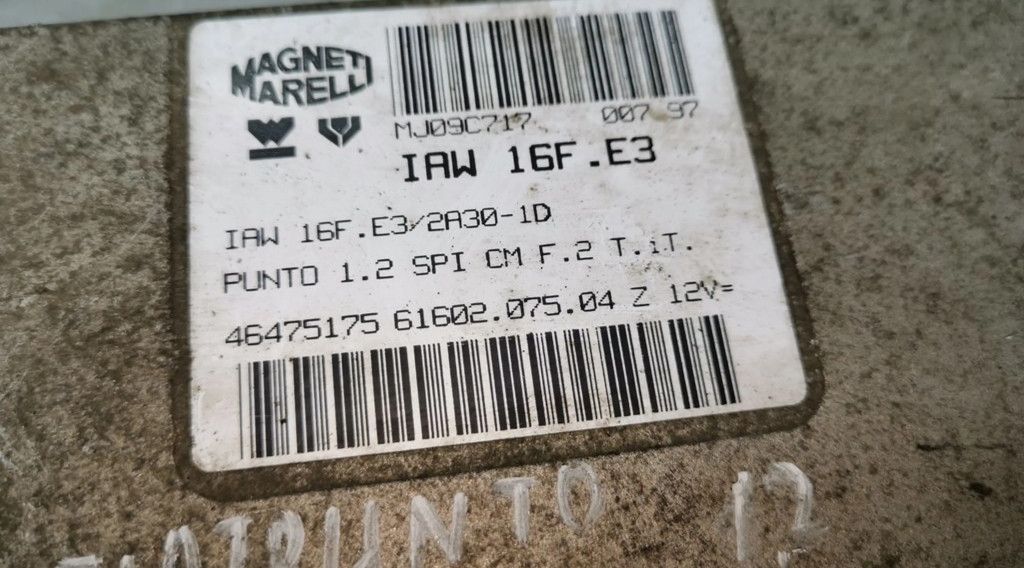 MAGNETI
MARELLI
MJ09C717 007 97
IAW 16F.E3
IAW 16F.E3/2A30-1D
PUNTO 1.2 SPI CM F.2 T.iT.
46475175 61602.075.04 Z 12V=
PUNTO 12